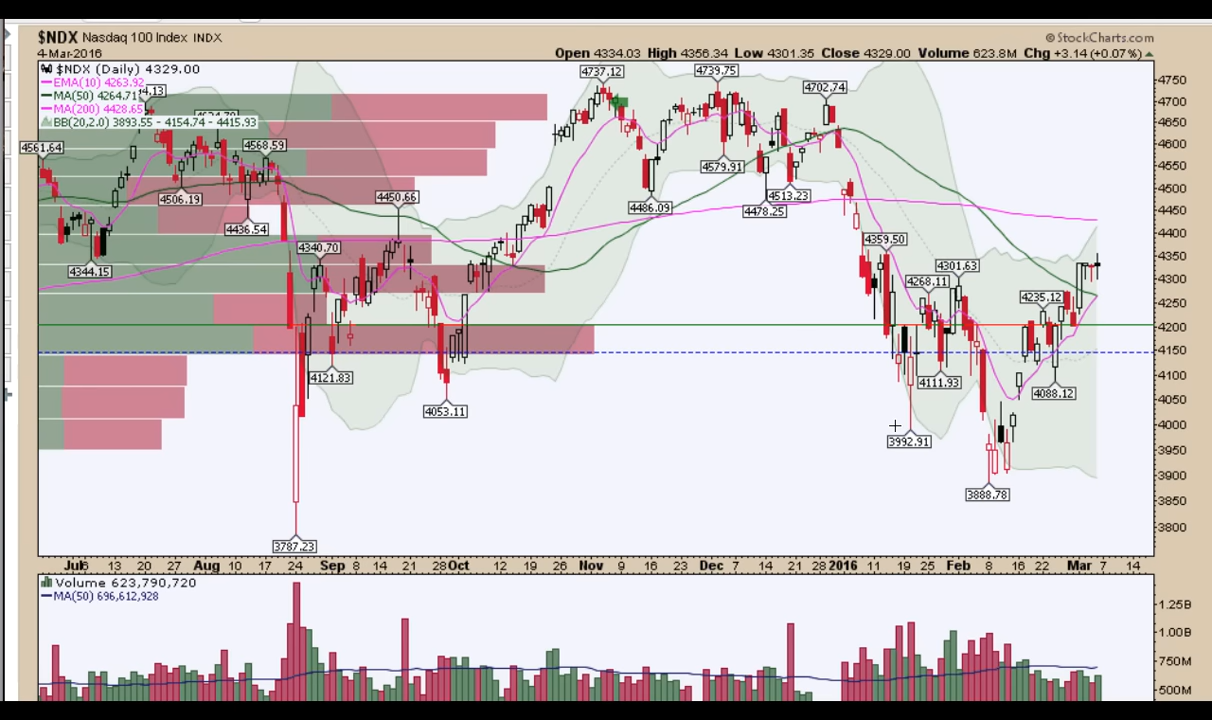 $NDX Nasdaq 100 Index INDX
© StockCharts.com
4-Mar-2016
Open 4334.03 High 4356.34 Low 4301.35 Close 4329.00 Volume 623.8M Chg +3.14 (+0.07%)
$NDX (Daily) 4329.00
EMA(10) 4263.92
MA(50) 4264.71
MA(200) 4428.65
BB(20,2.0) 3893.55 - 4154.74 - 4415.93
4737.12
4739.75
4702.74
4561.64
4568.59
4579.91
4506.19
4450.66
4486.09
4478.25
4513.23
4436.54
4340.70
4359.50
4344.15
4301.63
4268.11
4235.12
4121.83
4111.93
4088.12
4053.11
3992.91
3888.78
3787.23
4750
4700
4650
4600
4550
4500
4450
4400
4350
4300
4250
4200
4150
4100
4050
4000
3950
3900
3850
3800
13 20 27 Aug 10 17 24 Sep 8 14 21 28 Oct 12 19 26 Nov 9 16 23 Dec 7 14 21 28 2016 11 19 25 Feb 8 16 22 Mar 7 14
Volume 623,790,720
MA(50) 696,612,928
1.25B
1.00B
750M
500M